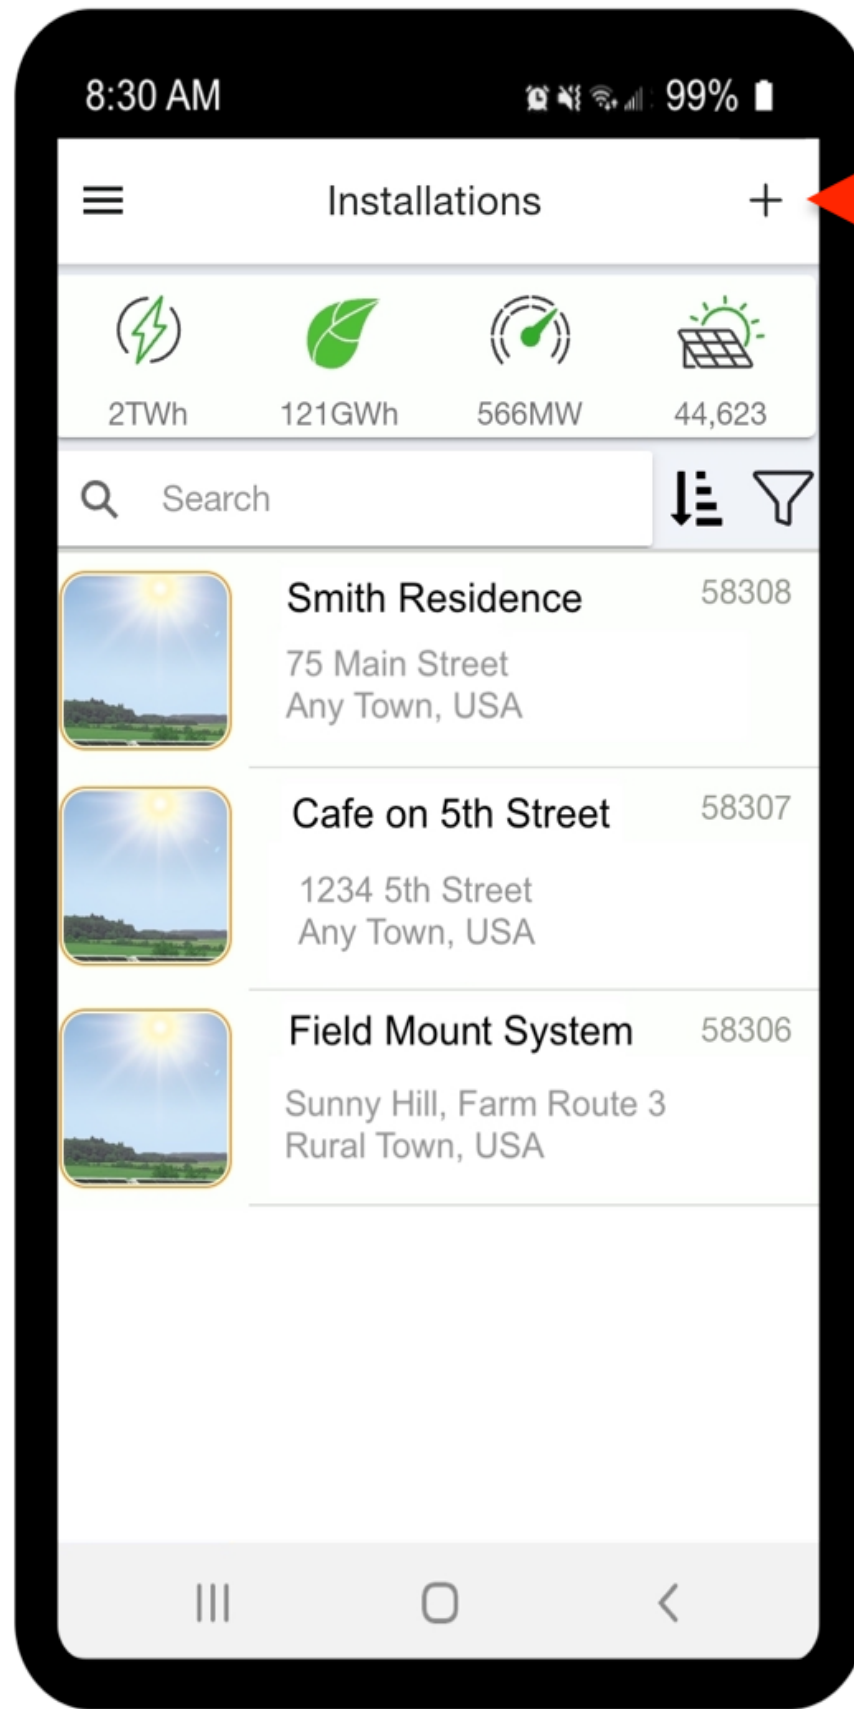 8:30 AM 99%
Installations
2TWh 121GWh 566MW 44,623
Search
Smith Residence 58308
75 Main Street
Any Town, USA
Cafe on 5th Street 58307
1234 5th Street
Any Town, USA
Field Mount System 58306
Sunny Hill, Farm Route 3
Rural Town, USA